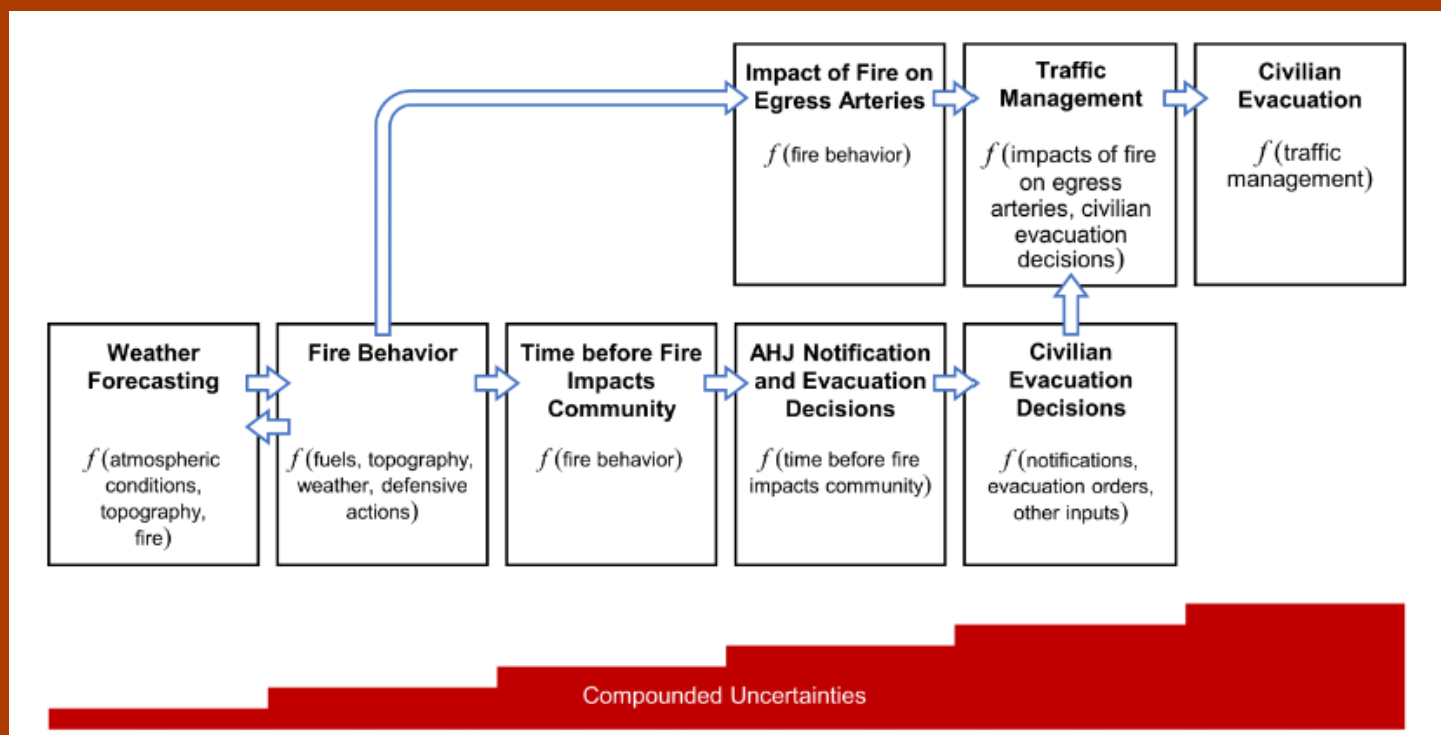 Impact of Fire on
Egress Arteries
f(fire behavior)
Traffic
Management
f(impacts of fire
on egress
arteries, civilian
evacuation
decisions)
Civilian
Evacuation
f(traffic
management)
Weather
Forecasting
f(atmospheric
conditions,
topography,
fire)
Fire Behavior
f(fuels, topography,
weather, defensive
actions)
Time before Fire
Impacts
Community
f(fire behavior)
AHJ Notification
and Evacuation
Decisions
f(time before fire
impacts community)
Civilian
Evacuation
Decisions
f(notifications,
evacuation orders,
other inputs)
Compounded Uncertainties